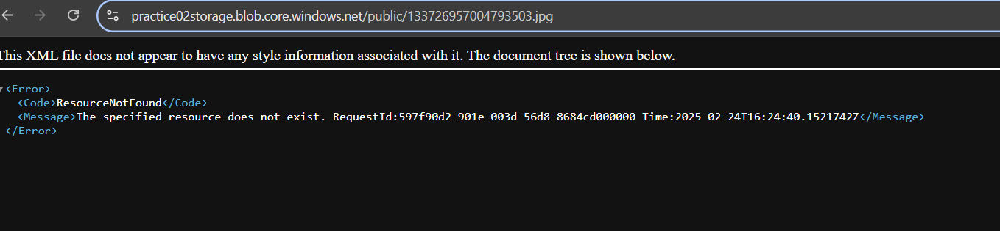 practice02storage.blob.core.windows.net/public/133726957004793503.jpg
This XML file does not appear to have any style information associated with it. The document tree is shown below.
<Error>
<Code>ResourceNotFound</Code>
<Message>The specified resource does not exist. RequestId:597f90d2-901e-003d-56d8-8684cd000000 Time:2025-02-24T16:24:40.1521742Z</Message>
</Error>